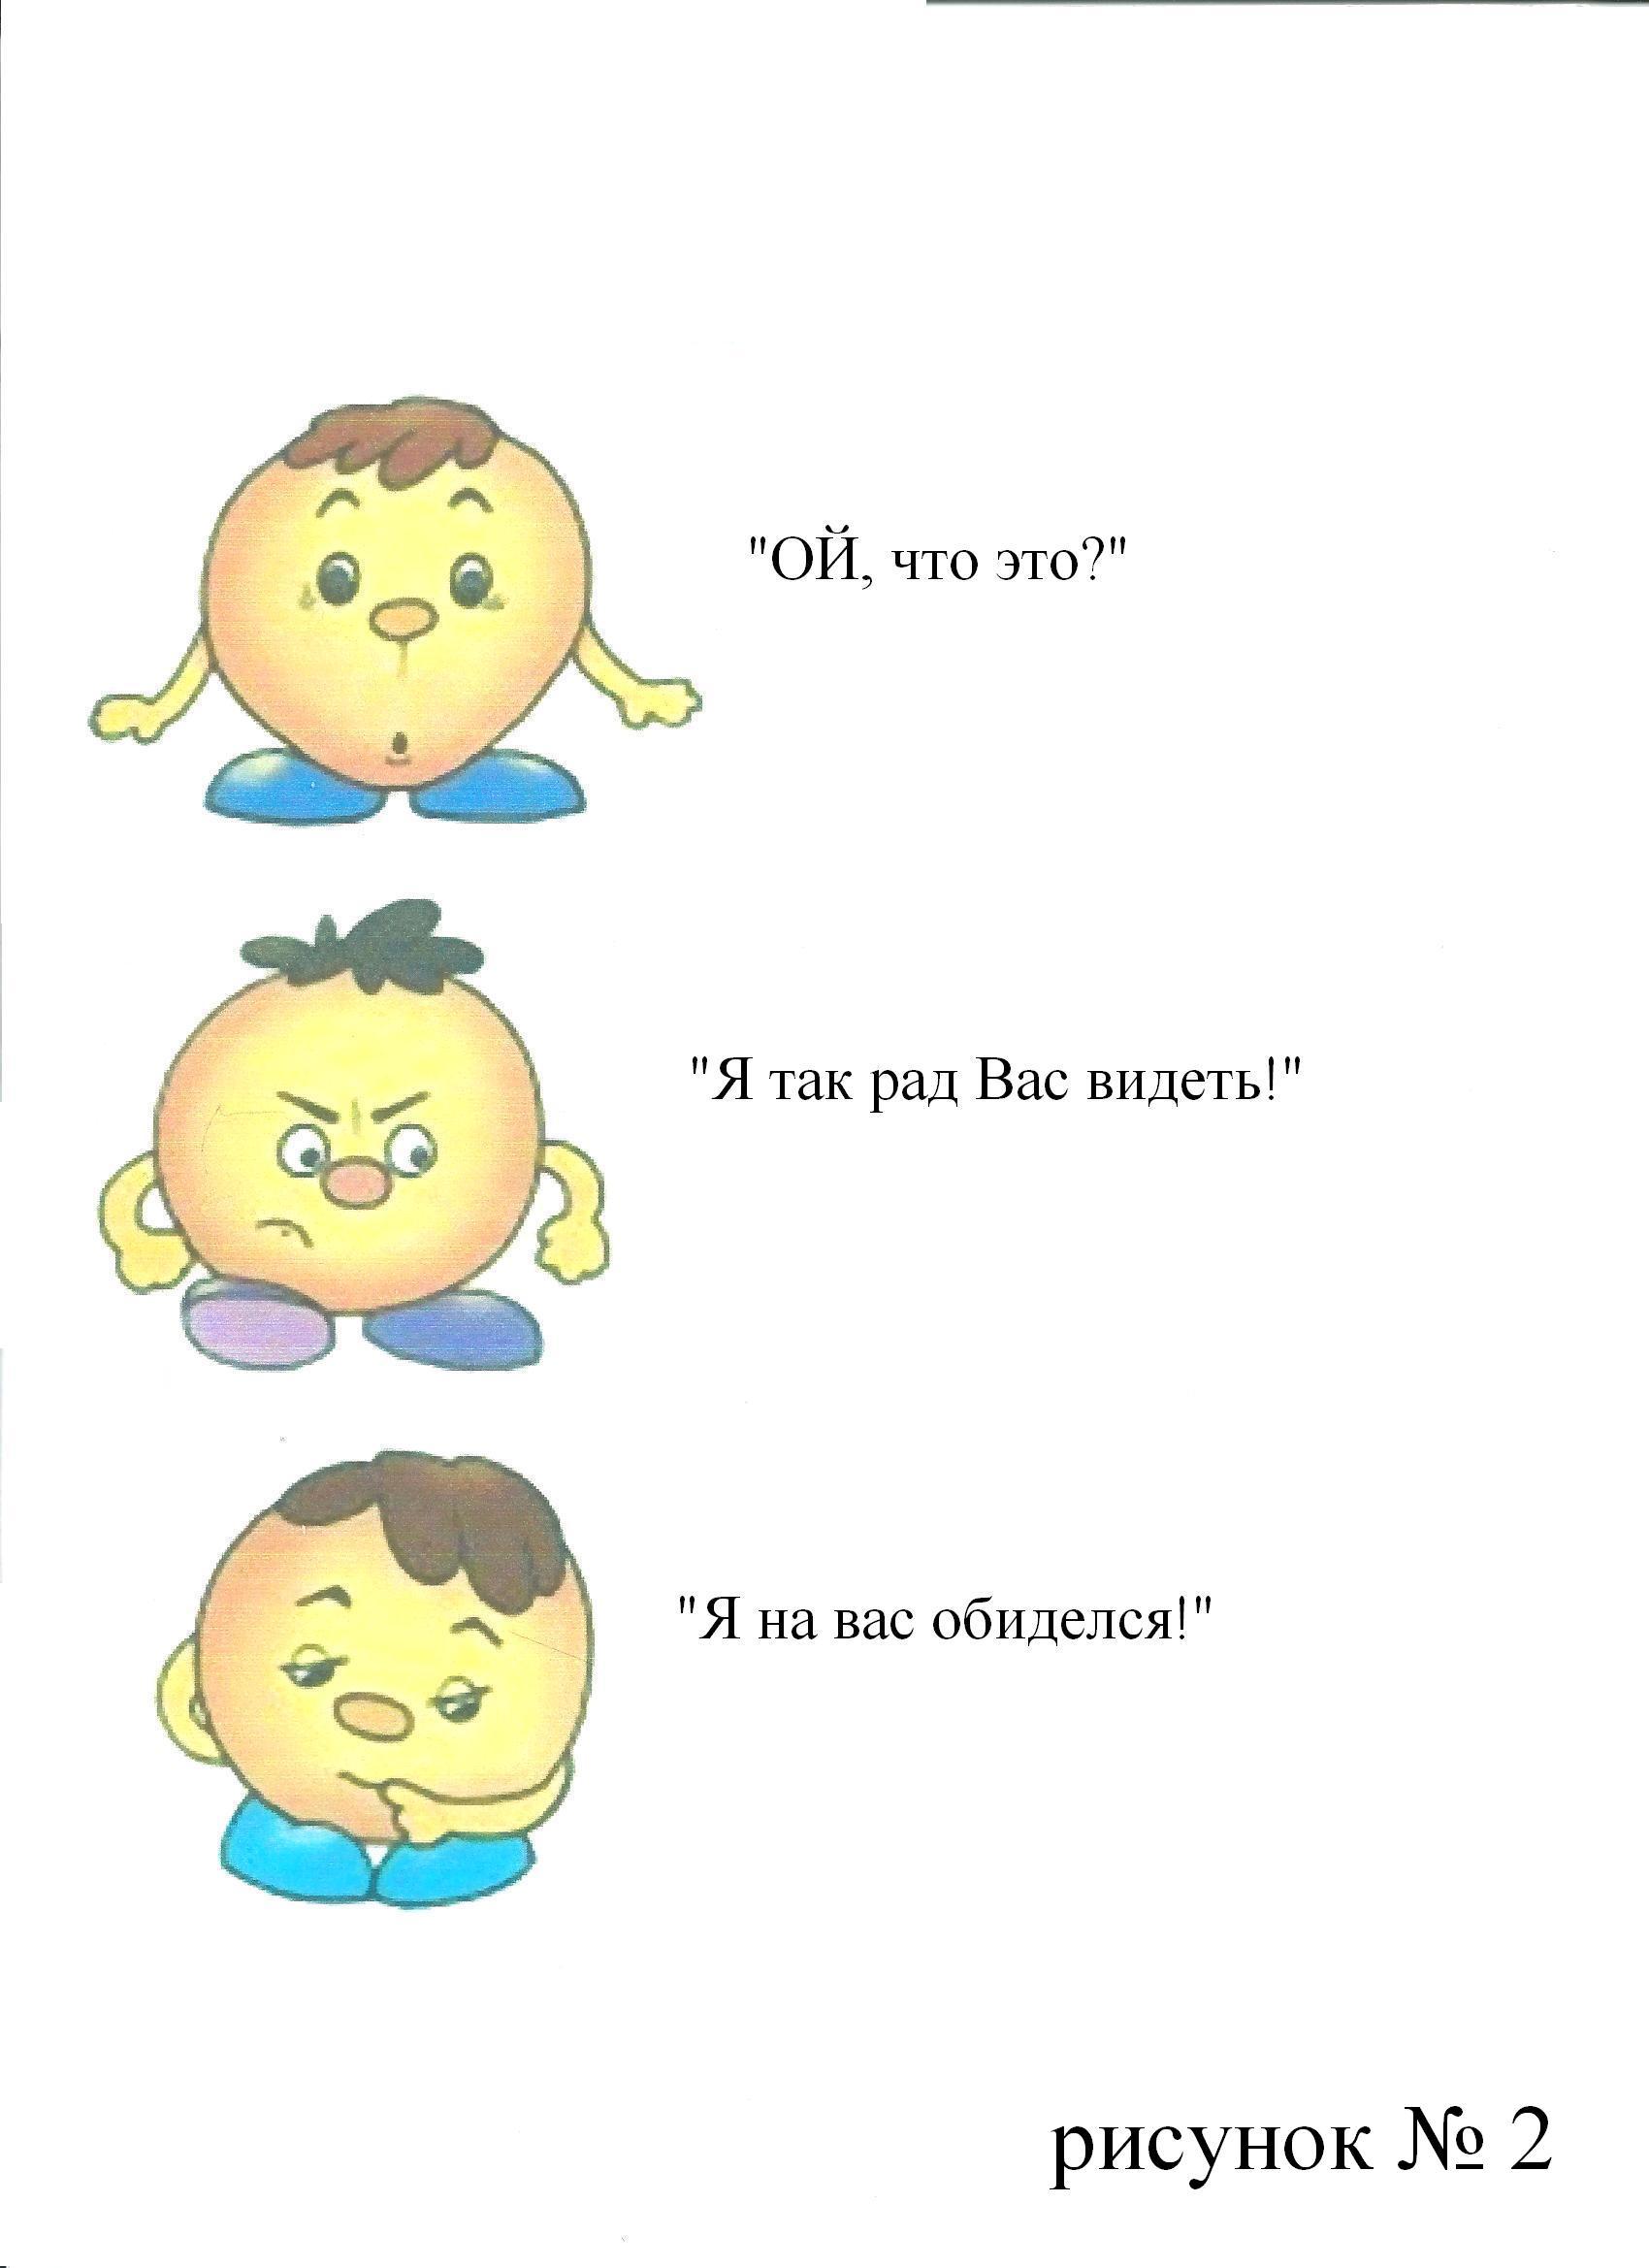 "ОЙ, что это?"
"Я так рад Вас видеть!"
"Я на вас обиделся!"
рисунок № 2